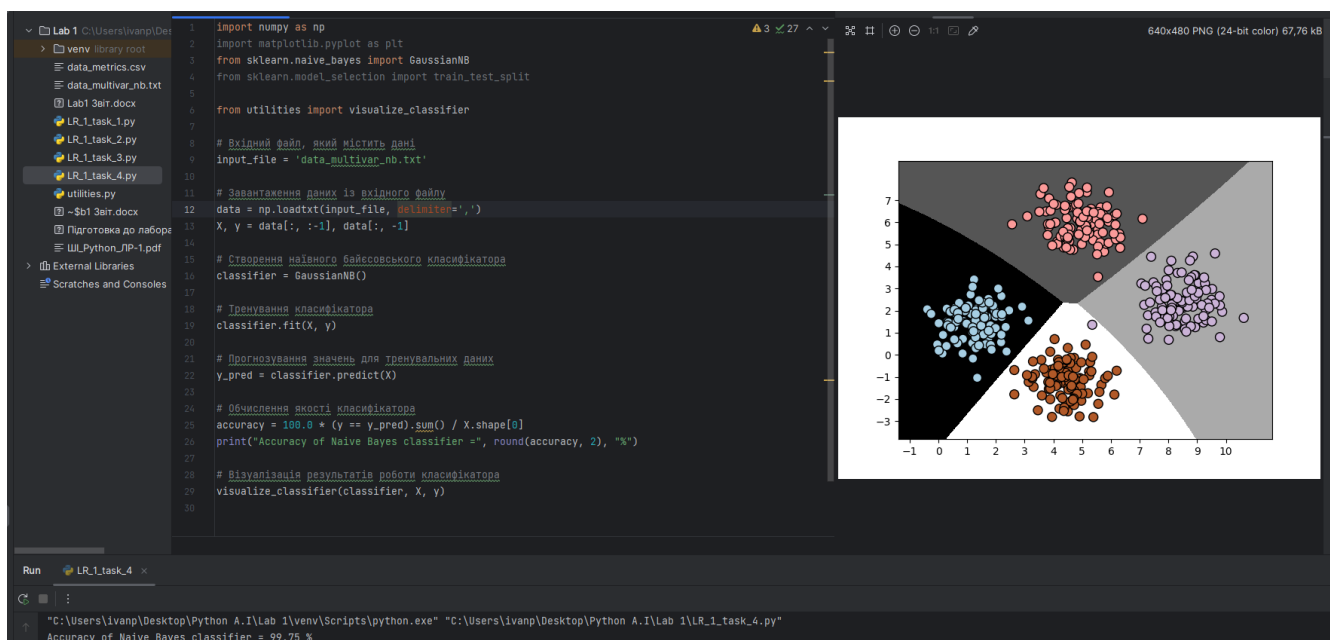 Lab 1 C:\Users\ivanp\Des
venv library root
data_metrics.csv
data_multivar_nb.txt
Lab1 Звіт.docx
LR_1_task_1.py
LR_1_task_2.py
LR_1_task_3.py
LR_1_task_4.py
utilities.py
~$b1 Звіт.docx
Підготовка до лабора
ШІ_Python_ЛР-1.pdf
External Libraries
Scratches and Consoles
1 import numpy as np
2 import matplotlib.pyplot as plt
3 from sklearn.naive_bayes import GaussianNB
4 from sklearn.model_selection import train_test_split
5
6 from utilities import visualize_classifier
7
8 # Вхідний файл, який містить дані
9 input_file = 'data_multivar_nb.txt'
10
11 # Завантаження даних із вхідного файлу
12 data = np.loadtxt(input_file, delimiter=',')
13 X, y = data[:, :-1], data[:, -1]
14
15 # Створення наївного байєсовського класифікатора
16 classifier = GaussianNB()
17
18 # Тренування класифікатора
19 classifier.fit(X, y)
20
21 # Прогнозування значень для тренувальних даних
22 y_pred = classifier.predict(X)
23
24 # Обчислення якості класифікатора
25 accuracy = 100.0 * (y == y_pred).sum() / X.shape[0]
26 print("Accuracy of Naive Bayes classifier =", round(accuracy, 2), "%")
27
28 # Візуалізація результатів роботи класифікатора
29 visualize_classifier(classifier, X, y)
30
3 27
1:1
640x480 PNG (24-bit color) 67,76 kB
7
6
5
4
3
2
1
0
−1
−2
−3
−1 0 1 2 3 4 5 6 7 8 9 10
Run LR_1_task_4
"C:\Users\ivanp\Desktop\Python A.I\Lab 1\venv\Scripts\python.exe" "C:\Users\ivanp\Desktop\Python A.I\Lab 1\LR_1_task_4.py"
Accuracy of Naive Bayes classifier = 99.75 %